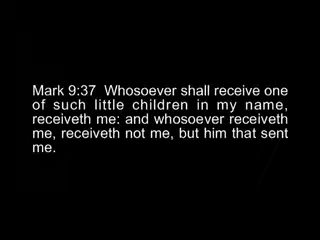 Mark 9:37  Whosoever shall receive one
of such little children in my name,
receiveth me: and whosoever receiveth
me, receiveth not me, but him that sent
me.